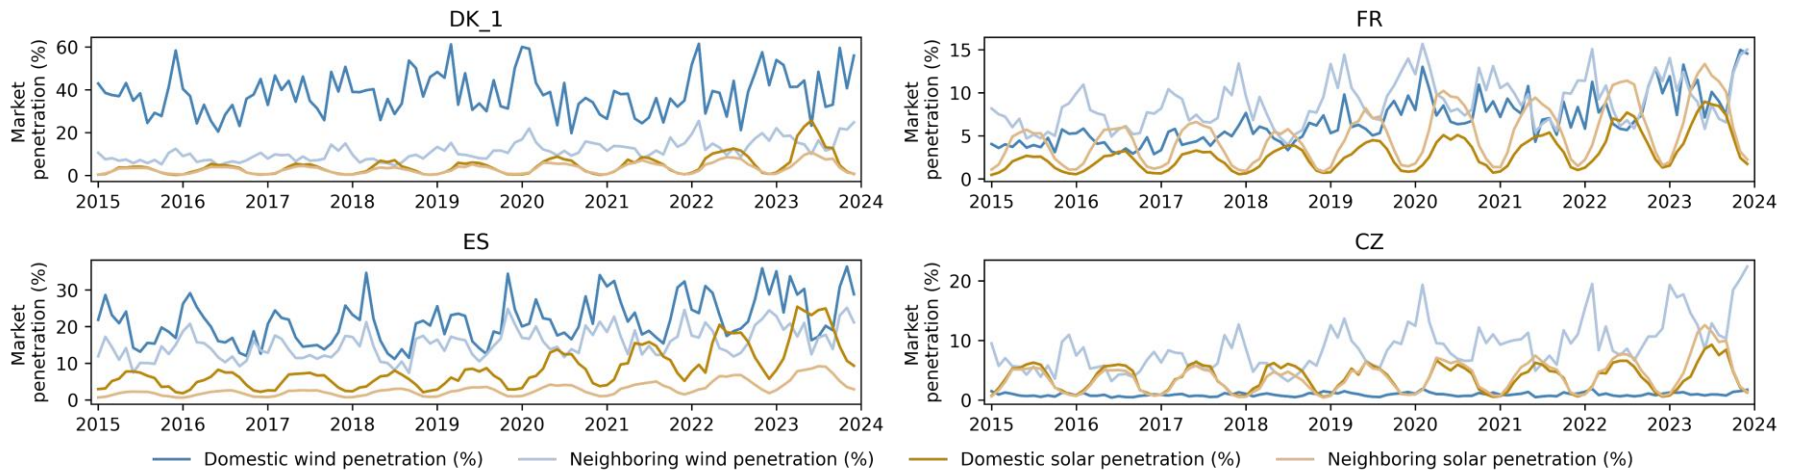 DK_1
Market
penetration (%)
60
40
20
0
2015 2016 2017 2018 2019 2020 2021 2022 2023 2024
FR
Market
penetration (%)
15
10
5
0
2015 2016 2017 2018 2019 2020 2021 2022 2023 2024
ES
Market
penetration (%)
30
20
10
0
2015 2016 2017 2018 2019 2020 2021 2022 2023 2024
CZ
Market
penetration (%)
20
10
0
2015 2016 2017 2018 2019 2020 2021 2022 2023 2024
Domestic wind penetration (%) Neighboring wind penetration (%) Domestic solar penetration (%) Neighboring solar penetration (%)